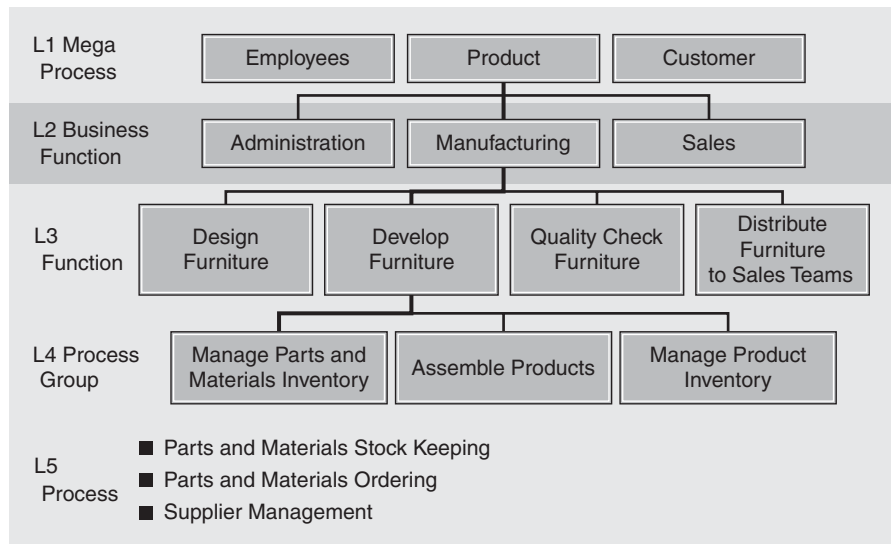 L1 Mega
Process
Employees
Product
Customer
L2 Business
Function
Administration
Manufacturing
Sales
L3
Function
Design
Furniture
Develop
Furniture
Quality Check
Furniture
Distribute
Furniture
to Sales Teams
L4 Process
Group
Manage Parts and
Materials Inventory
Assemble Products
Manage Product
Inventory
L5
Process
Parts and Materials Stock Keeping
Parts and Materials Ordering
Supplier Management